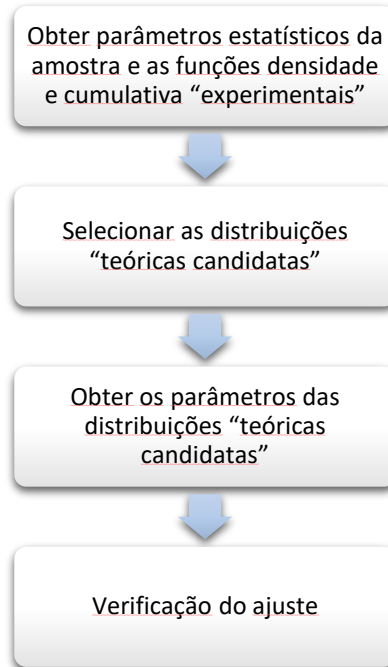 Obter parâmetros estatísticos da
amostra e as funções densidade
e cumulativa “experimentais”
Selecionar as distribuições
“teóricas candidatas”
Obter os parâmetros das
distribuições “teóricas
candidatas”
Verificação do ajuste